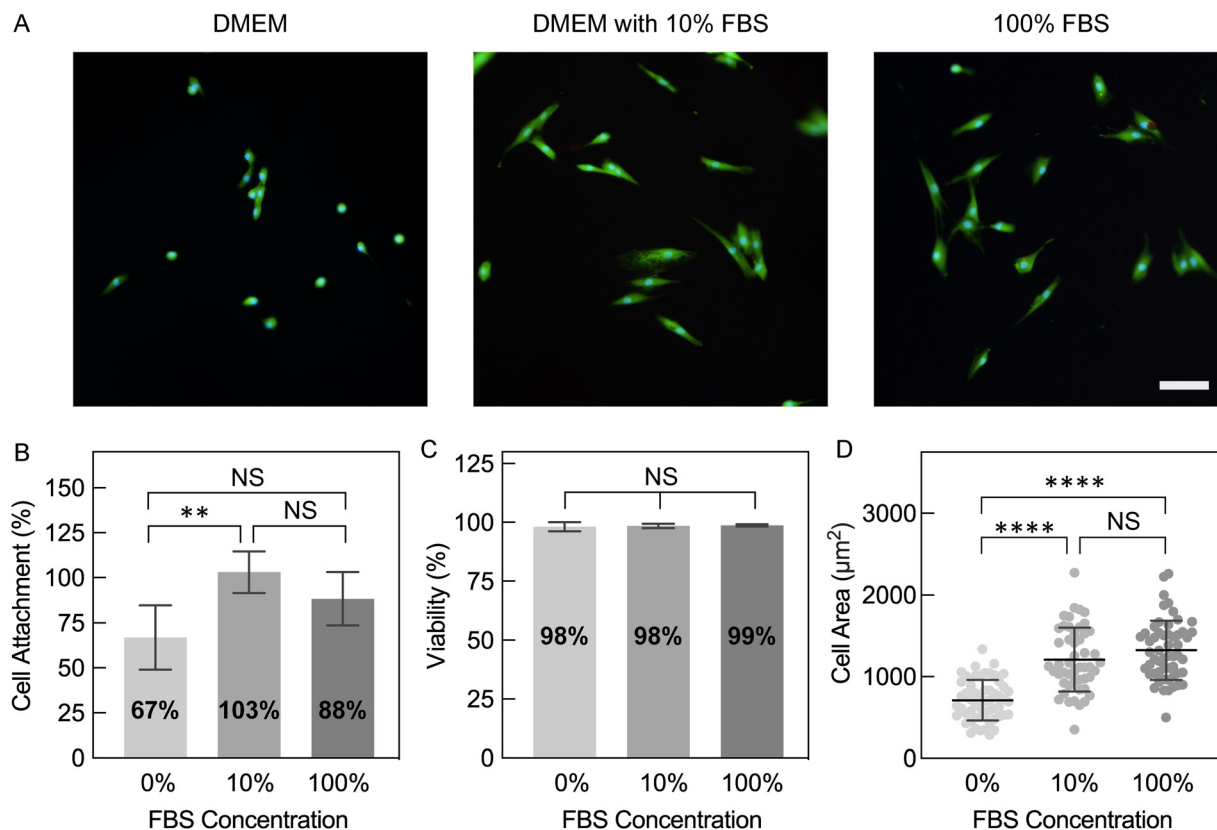 A
DMEM
DMEM with 10% FBS
100% FBS
B
Cell Attachment (%)
150
125
100
75
50
25
0
NS
**
NS
67%
103%
88%
0%
10%
100%
FBS Concentration
C
Viability (%)
125
100
75
50
25
0
NS
98%
98%
99%
0%
10%
100%
FBS Concentration
D
Cell Area (µm²)
3000
2000
1000
0
****
****
NS
0%
10%
100%
FBS Concentration